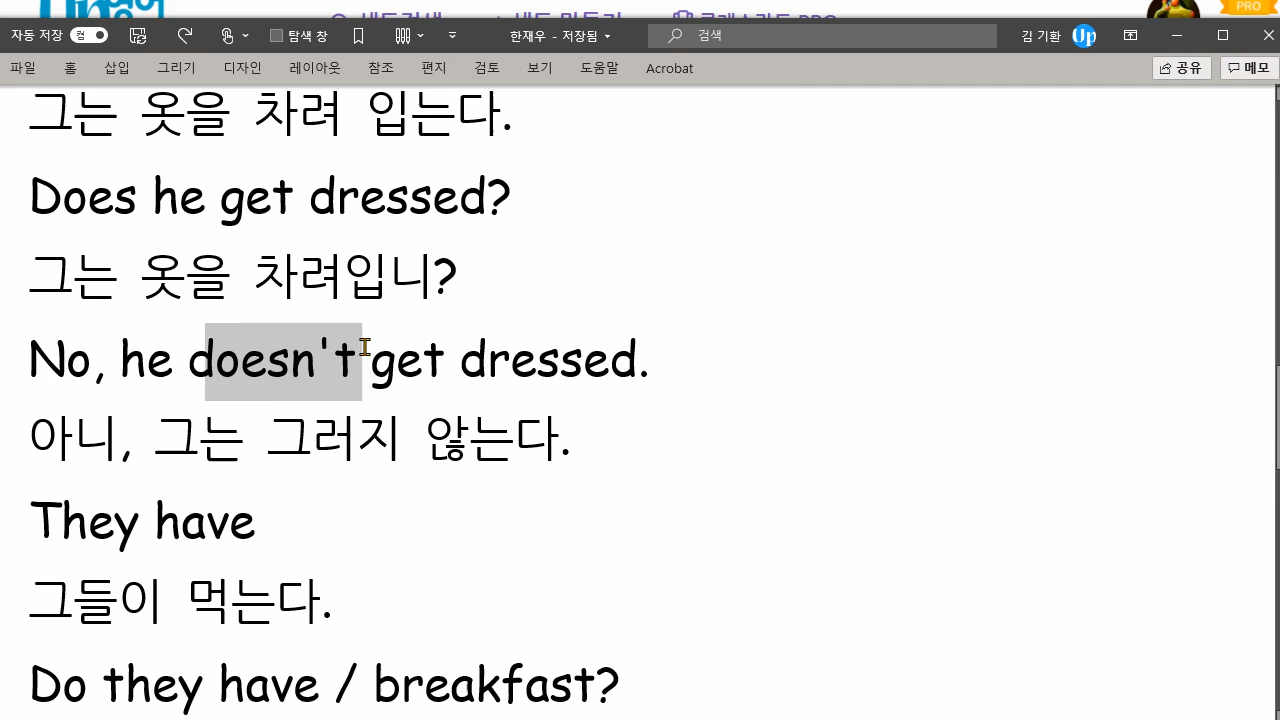 PRO
자동 저장 컴 탐색 창 한재우 - 저장됨 검색 김 기환 Up
파일 홈 삽입 그리기 디자인 레이아웃 참조 편지 검토 보기 도움말 Acrobat 공유 메모
그는 옷을 차려 입는다.
Does he get dressed?
그는 옷을 차려입니?
No, he doesn't get dressed.
아니, 그는 그러지 않는다.
They have
그들이 먹는다.
Do they have / breakfast?